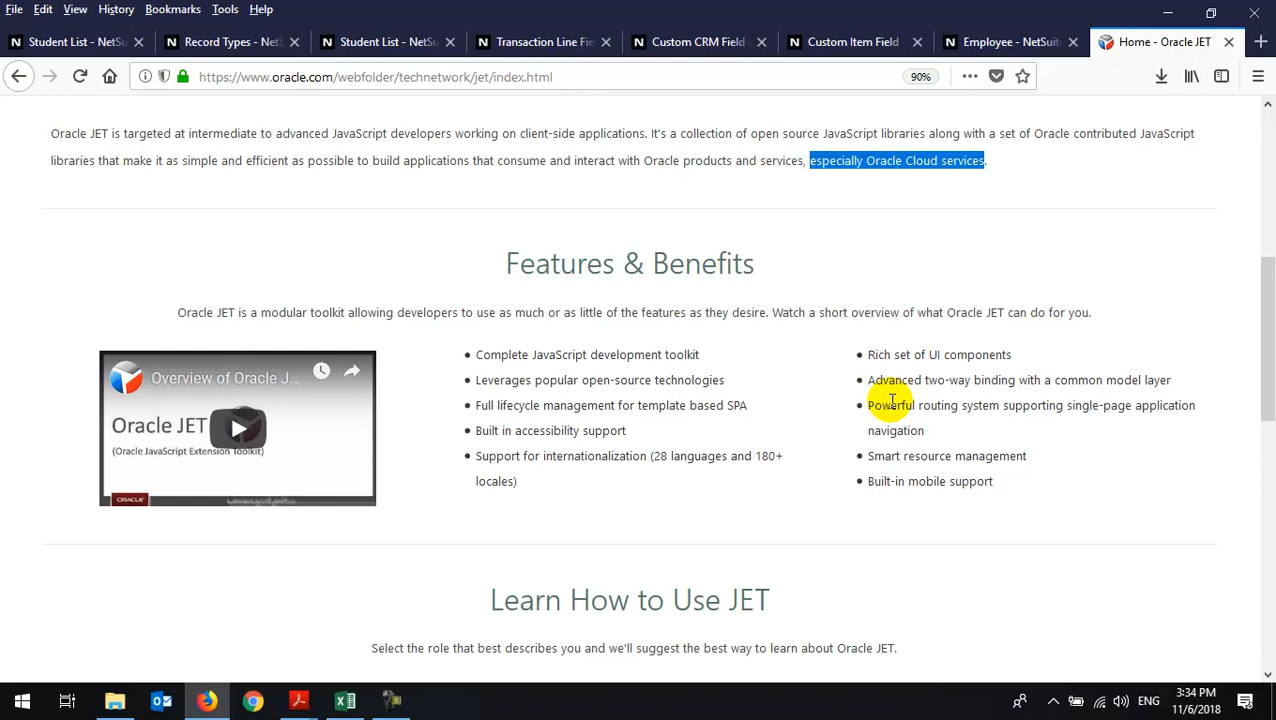 File Edit View History Bookmarks Tools Help
Student List - NetSu Record Types - NetS Student List - NetSu Transaction Line Fi Custom CRM Field - Custom Item Field - Employee - NetSuite Home - Oracle JET
https://www.oracle.com/webfolder/technetwork/jet/index.html 90%
Oracle JET is targeted at intermediate to advanced JavaScript developers working on client-side applications. It's a collection of open source JavaScript libraries along with a set of Oracle contributed JavaScript
libraries that make it as simple and efficient as possible to build applications that consume and interact with Oracle products and services, especially Oracle Cloud services.
Features & Benefits
Oracle JET is a modular toolkit allowing developers to use as much or as little of the features as they desire. Watch a short overview of what Oracle JET can do for you.
Overview of Oracle J...
Oracle JET
(Oracle JavaScript Extension Toolkit)
ORACLE
Complete JavaScript development toolkit
Leverages popular open-source technologies
Full lifecycle management for template based SPA
Built in accessibility support
Support for internationalization (28 languages and 180+
locales)
Rich set of UI components
Advanced two-way binding with a common model layer
Powerful routing system supporting single-page application
navigation
Smart resource management
Built-in mobile support
Learn How to Use JET
Select the role that best describes you and we'll suggest the best way to learn about Oracle JET.
ENG
3:34 PM
11/6/2018